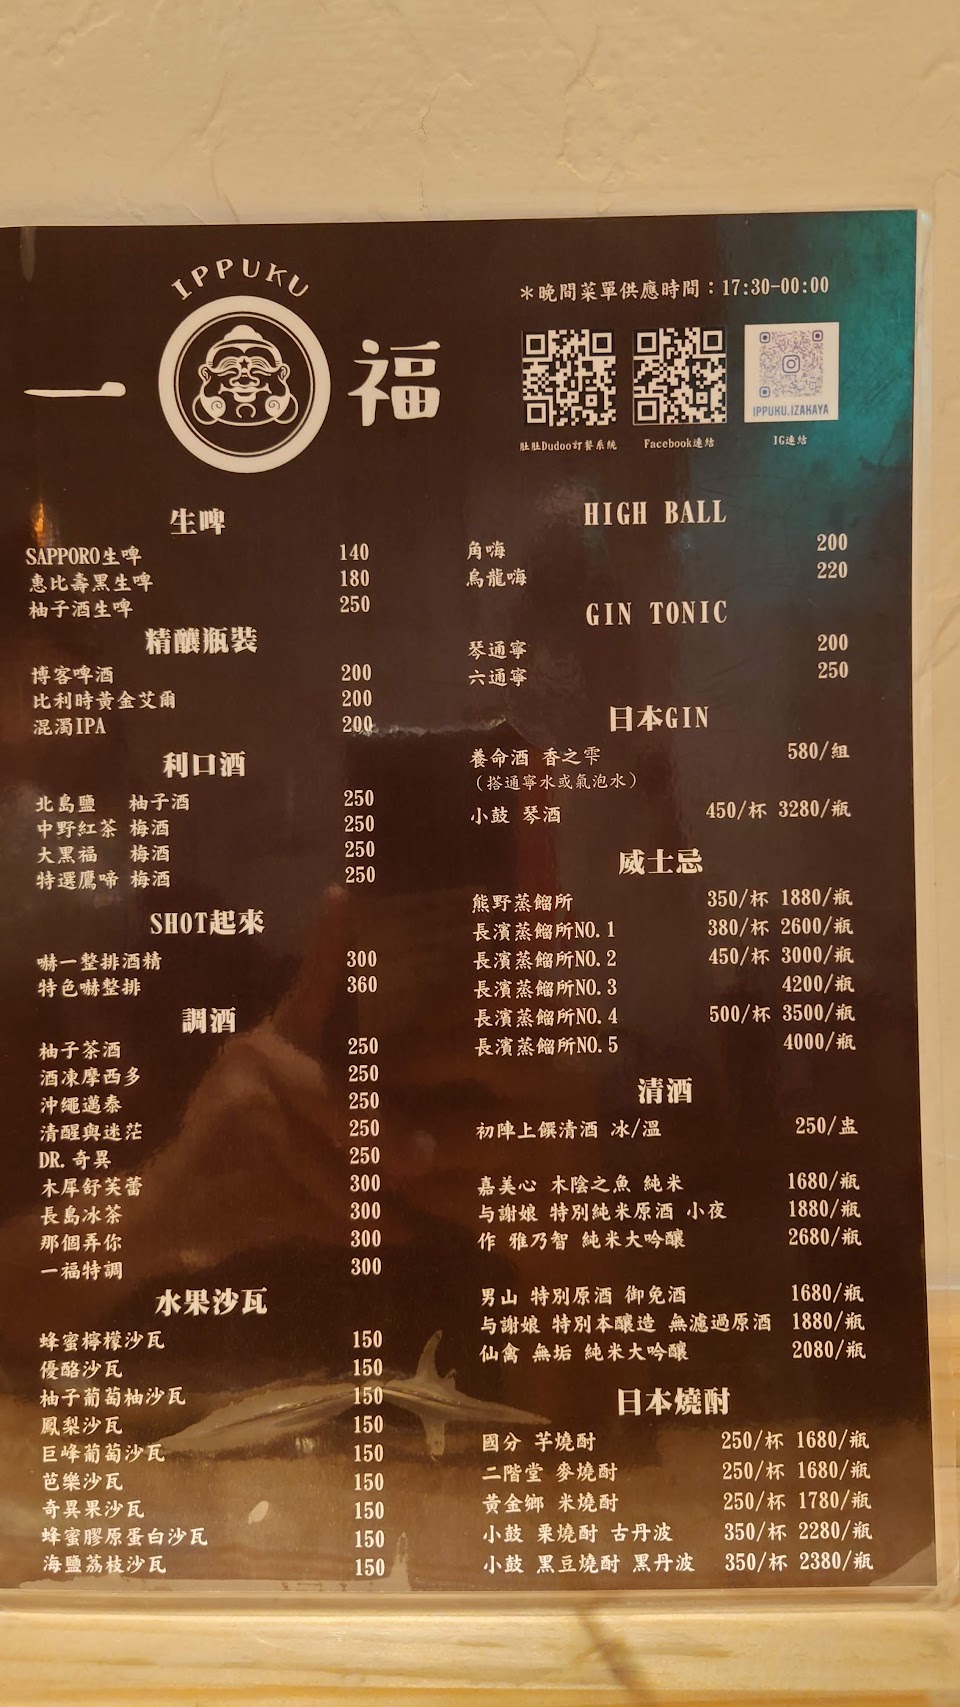 IPPUKU
一 福
＊晚間菜單供應時間：17:30-00:00
IPPUKU.IZAKAYA
肚肚Dudoo訂餐系統 Facebook連結 IG連結
生啤
SAPPORO生啤 140
惠比壽黑生啤 180
柚子酒生啤 250
精釀瓶裝
博客啤酒 200
比利時黃金艾爾 200
混濁IPA 200
利口酒
北島鹽 柚子酒 250
中野紅茶 梅酒 250
大黑福 梅酒 250
特選鷹啼 梅酒 250
SHOT起來
嚇一整排酒精 300
特色嚇整排 360
調酒
柚子茶酒 250
酒凍摩西多 250
沖繩邁泰 250
清醒與迷茫 250
DR.奇異 250
木犀舒芙蕾 300
長島冰茶 300
那個弄你 300
一福特調 300
水果沙瓦
蜂蜜檸檬沙瓦 150
優酪沙瓦 150
柚子葡萄柚沙瓦 150
鳳梨沙瓦 150
巨峰葡萄沙瓦 150
芭樂沙瓦 150
奇異果沙瓦 150
蜂蜜膠原蛋白沙瓦 150
海鹽荔枝沙瓦 150
HIGH BALL
角嗨 200
烏龍嗨 220
GIN TONIC
琴通寧 200
六通寧 250
日本GIN
養命酒 香之雫 580/組
（搭通寧水或氣泡水）
小鼓 琴酒 450/杯 3280/瓶
威士忌
熊野蒸餾所 350/杯 1880/瓶
長濱蒸餾所NO.1 380/杯 2600/瓶
長濱蒸餾所NO.2 450/杯 3000/瓶
長濱蒸餾所NO.3 4200/瓶
長濱蒸餾所NO.4 500/杯 3500/瓶
長濱蒸餾所NO.5 4000/瓶
清酒
初陣上饌清酒 冰/溫 250/盅
嘉美心 木陰之魚 純米 1680/瓶
与謝娘 特別純米原酒 小夜 1880/瓶
作 雅乃智 純米大吟釀 2680/瓶
男山 特別原酒 御免酒 1680/瓶
与謝娘 特別本釀造 無濾過原酒 1880/瓶
仙禽 無垢 純米大吟釀 2080/瓶
日本燒酎
國分 芋燒酎 250/杯 1680/瓶
二階堂 麥燒酎 250/杯 1680/瓶
黃金鄉 米燒酎 250/杯 1780/瓶
小鼓 栗燒酎 古丹波 350/杯 2280/瓶
小鼓 黑豆燒酎 黑丹波 350/杯 2380/瓶